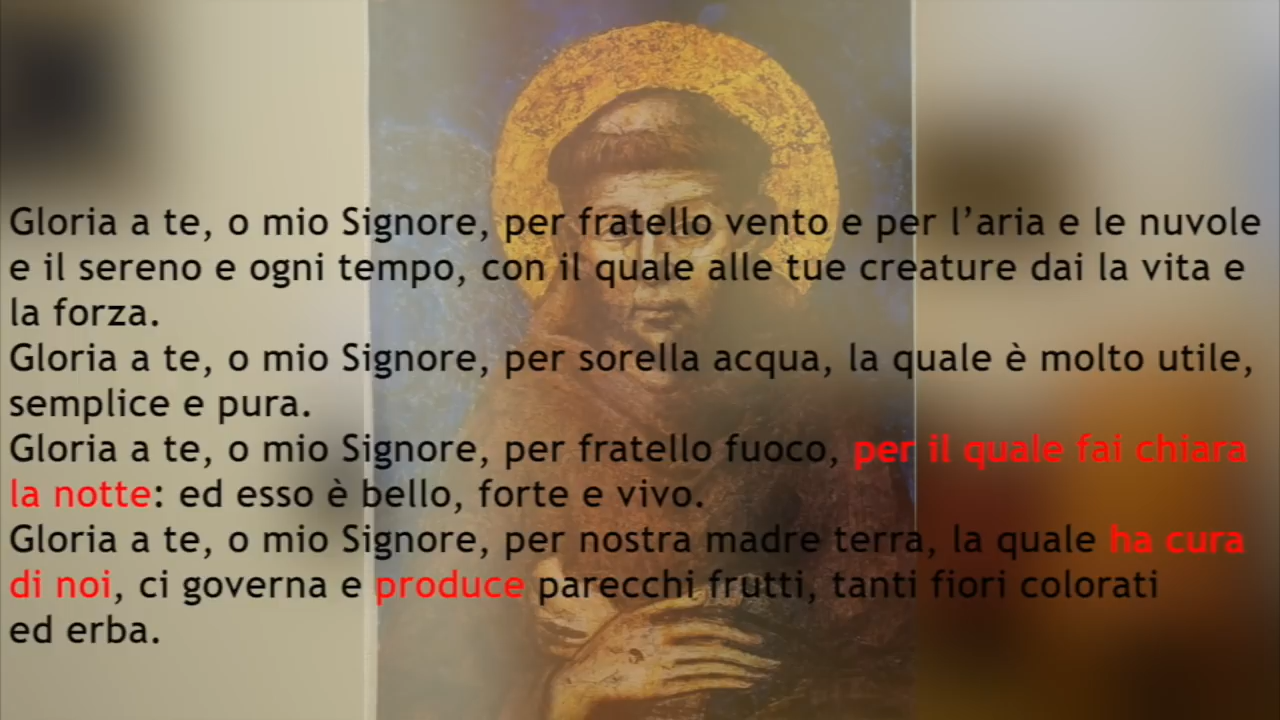 Gloria a te, o mio Signore, per fratello vento e per l’aria e le nuvole
e il sereno e ogni tempo, con il quale alle tue creature dai la vita e
la forza.
Gloria a te, o mio Signore, per sorella acqua, la quale è molto utile,
semplice e pura.
Gloria a te, o mio Signore, per fratello fuoco, per il quale fai chiara
la notte: ed esso è bello, forte e vivo.
Gloria a te, o mio Signore, per nostra madre terra, la quale ha cura
di noi, ci governa e produce parecchi frutti, tanti fiori colorati
ed erba.